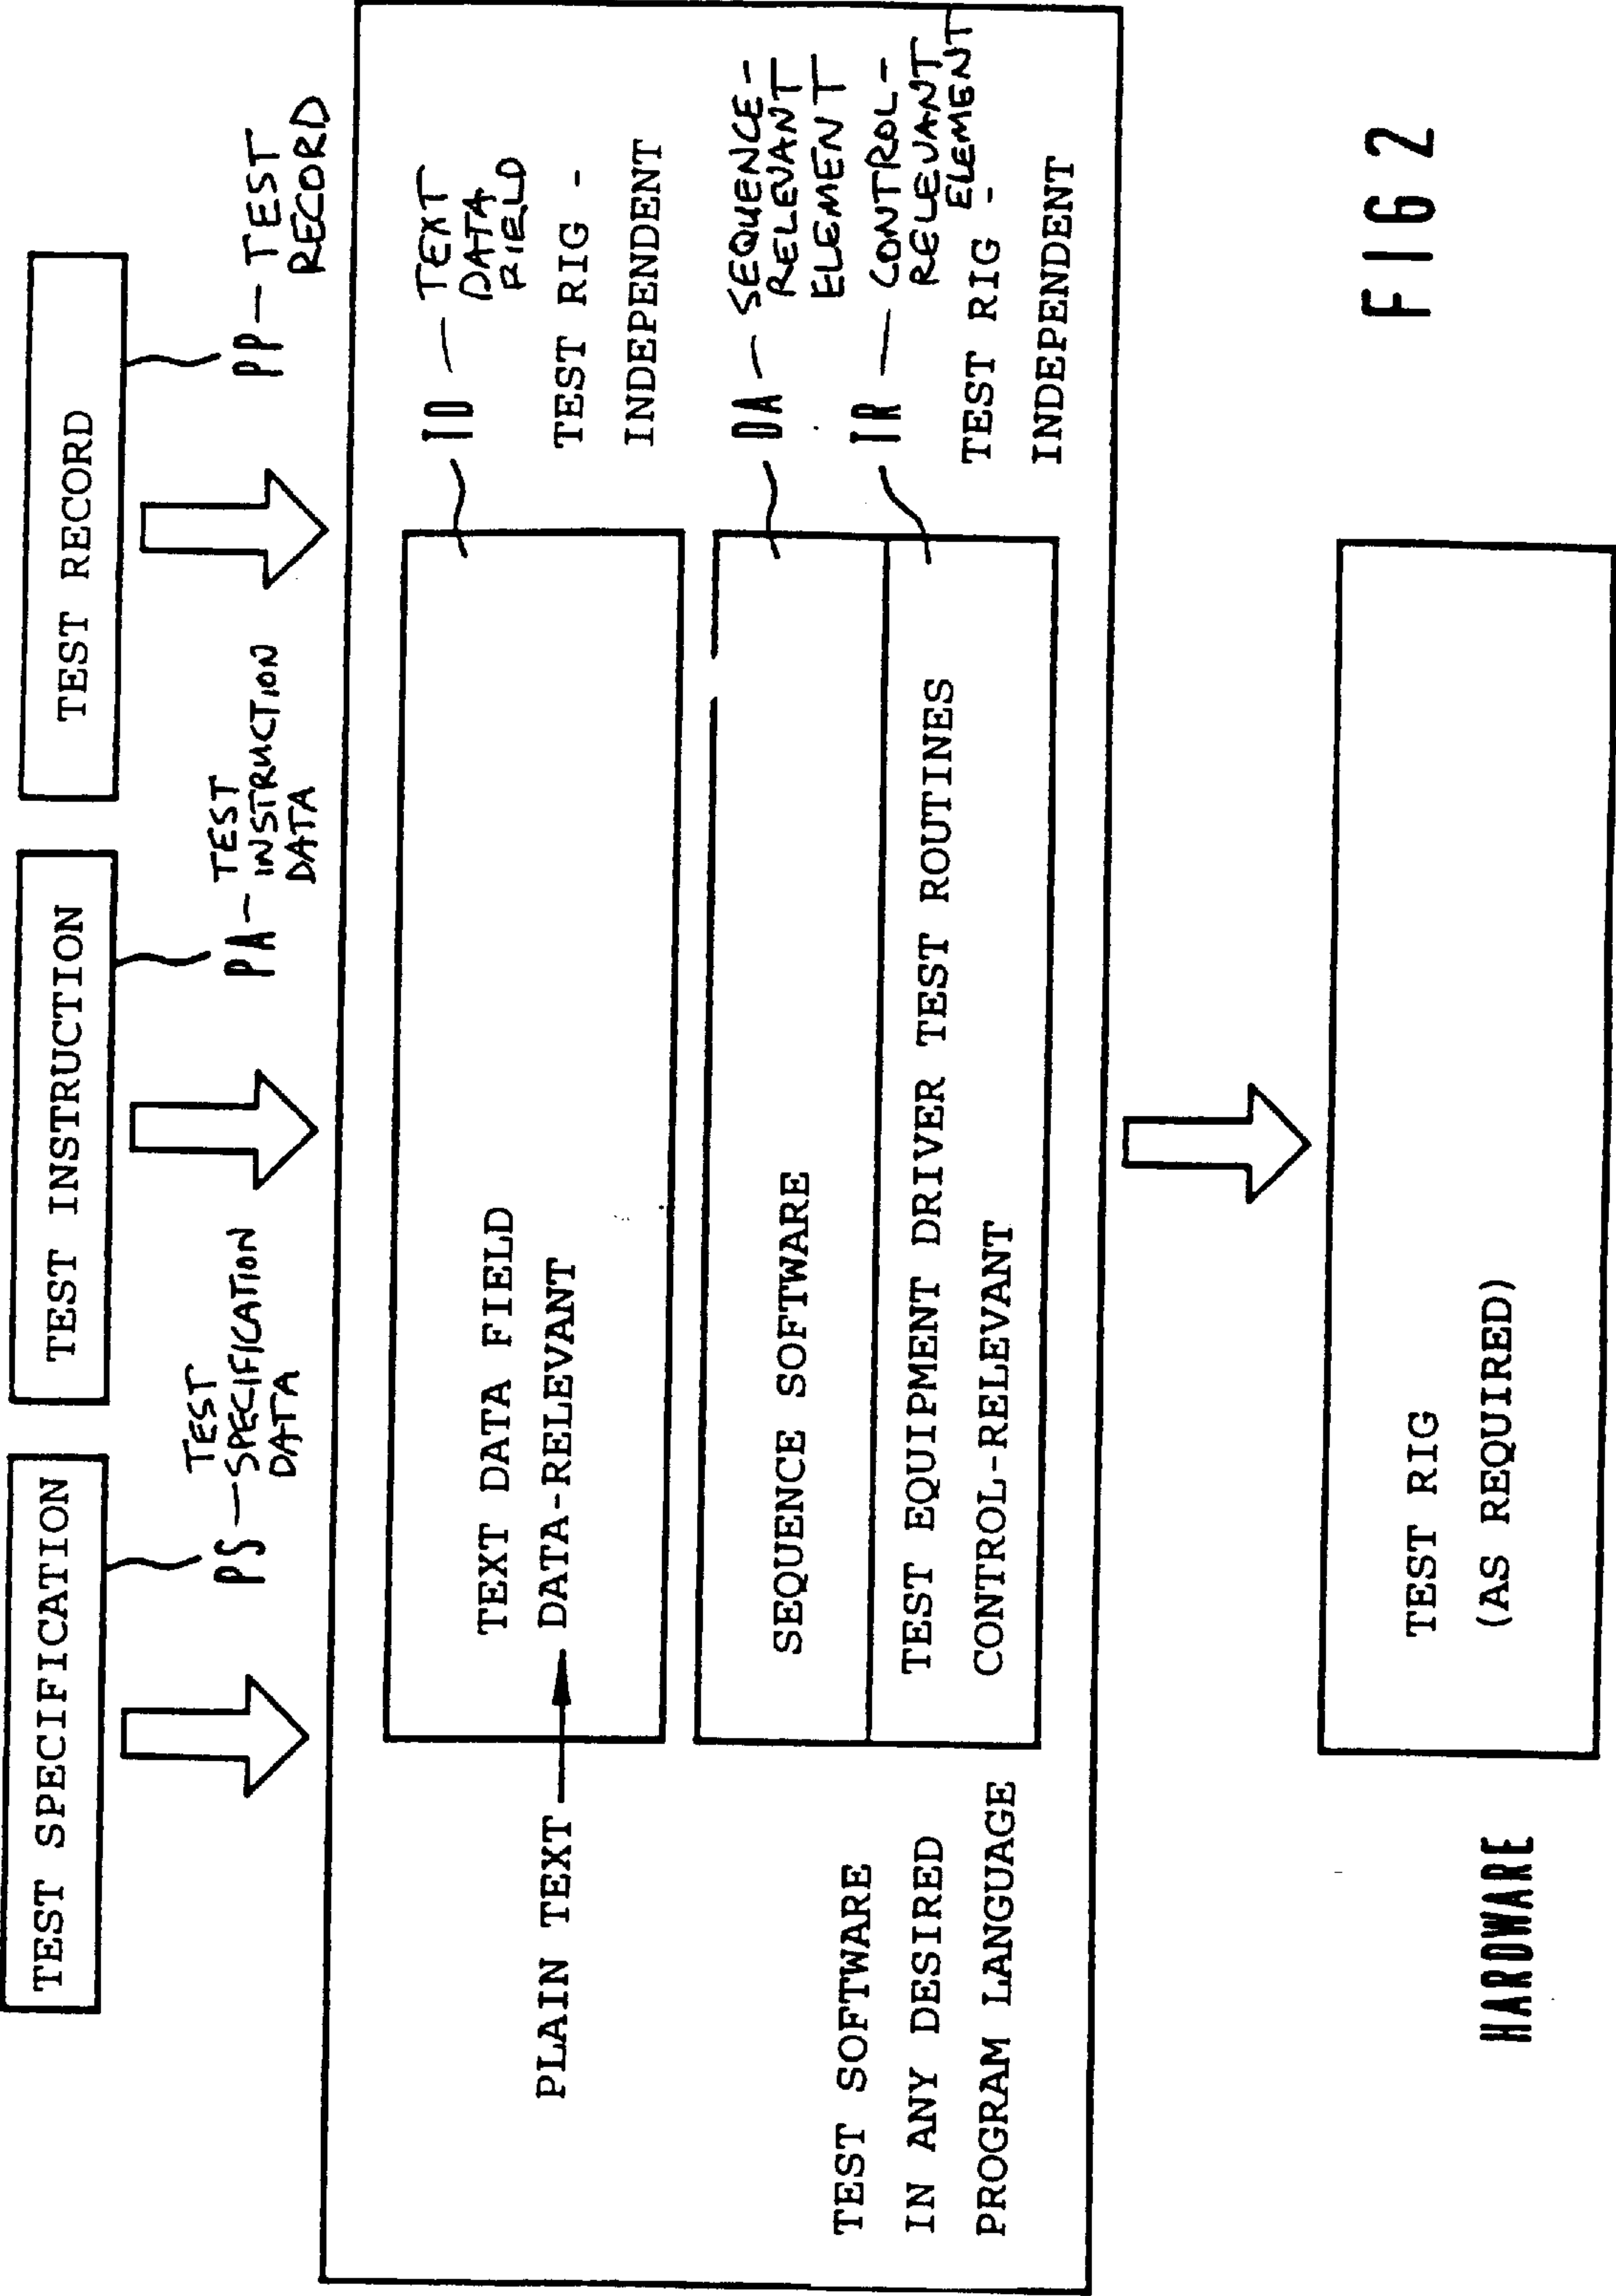 TEST SPECIFICATION
TEST INSTRUCTION
TEST RECORD
PS — TEST
SPECIFICATION
DATA
PA — TEST
INSTRUCTION
DATA
PP — TEST
RECORD
TEXT DATA FIELD
PLAIN TEXT
DATA-RELEVANT
TD — TEXT
DATA
FIELD
TEST RIG -
INDEPENDENT
TEST SOFTWARE
IN ANY DESIRED
PROGRAM LANGUAGE
SEQUENCE SOFTWARE
TEST EQUIPMENT DRIVER TEST ROUTINES
CONTROL-RELEVANT
DA — SEQUENCE-
RELEVANT
ELEMENT
TR — CONTROL-
RELEVANT
ELEMENT
TEST RIG -
INDEPENDENT
HARDWARE
TEST RIG
(AS REQUIRED)
FIG 2